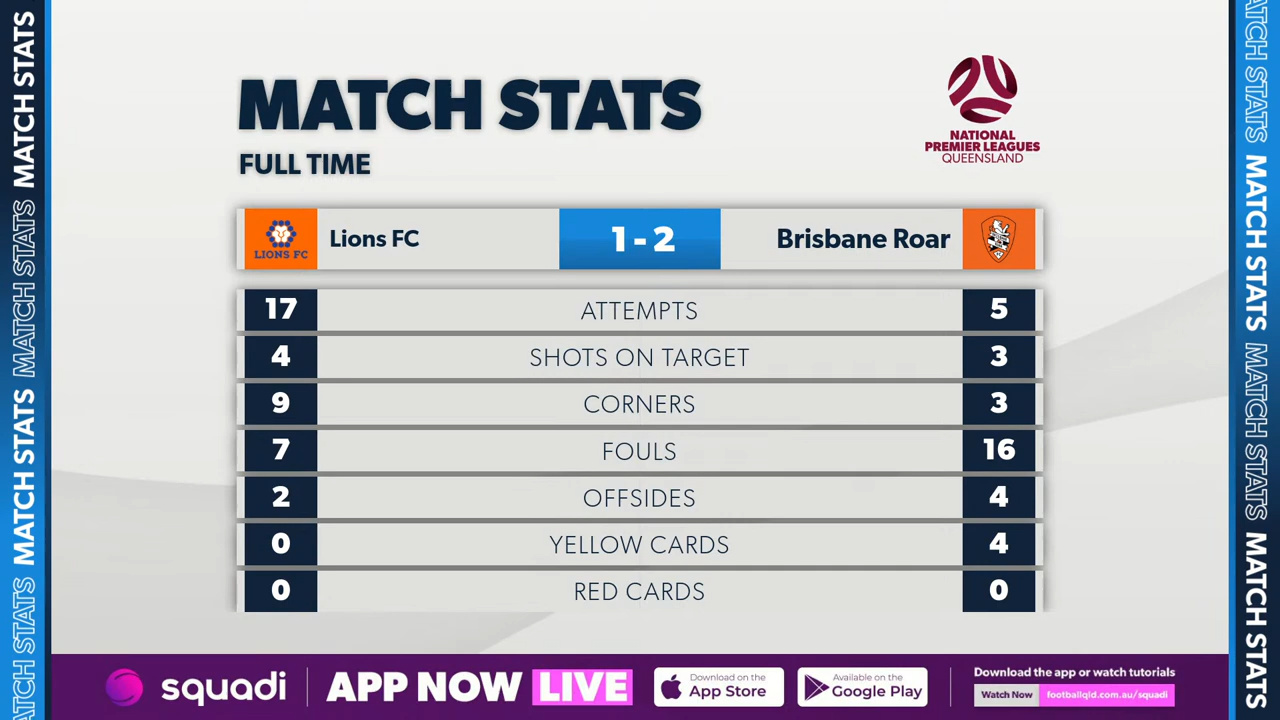 MATCH STATS
FULL TIME
NATIONAL
PREMIER LEAGUES
QUEENSLAND
LIONS FC
Lions FC
1 - 2
Brisbane Roar
17 ATTEMPTS 5
4 SHOTS ON TARGET 3
9 CORNERS 3
7 FOULS 16
2 OFFSIDES 4
0 YELLOW CARDS 4
0 RED CARDS 0
squadi
APP NOW LIVE
Download on the
App Store
Available on the
Google Play
Download the app or watch tutorials
Watch Now footballqld.com.au/squadi
MATCH STATS
MATCH STATS
MATCH STATS
MATCH STATS
MATCH STATS
MATCH STATS
MATCH STATS
MATCH STATS